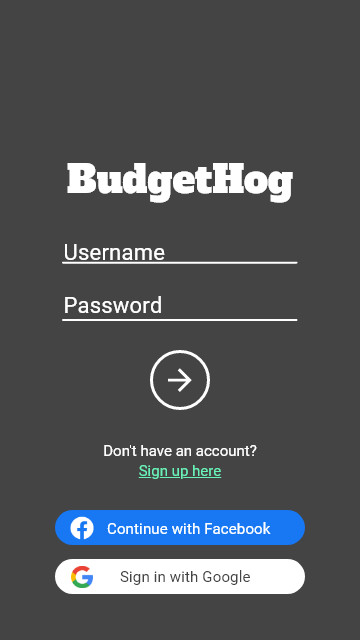 BudgetHog
Username
Password
Don't have an account?
Sign up here
Continue with Facebook
Sign in with Google